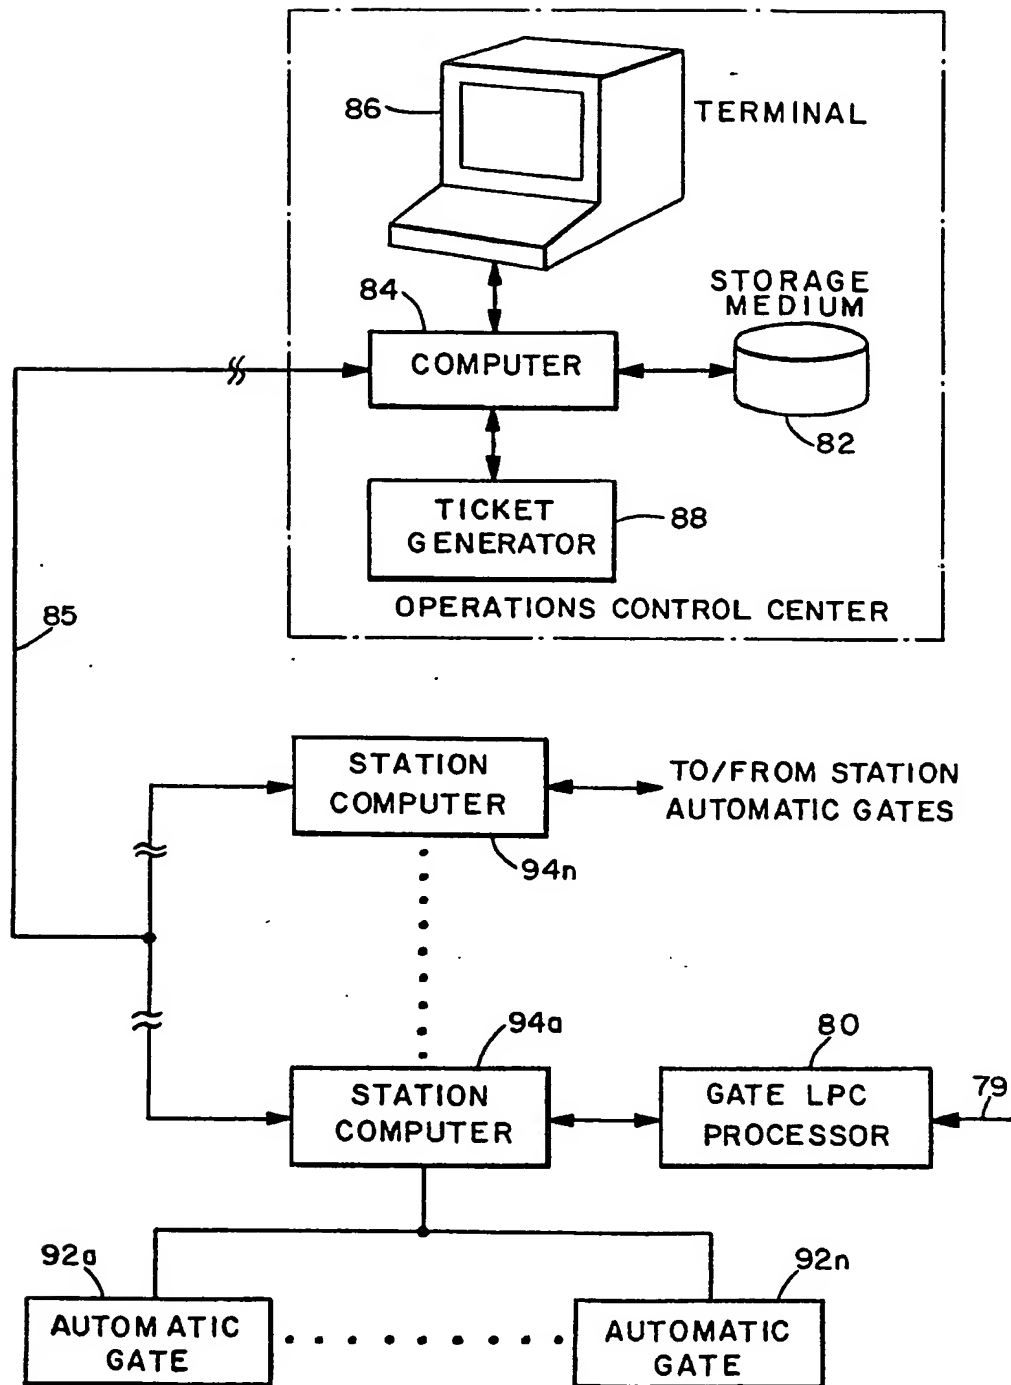 86
TERMINAL
84
STORAGE
MEDIUM
COMPUTER
82
TICKET
GENERATOR
88
OPERATIONS CONTROL CENTER
85
STATION
COMPUTER
TO/FROM STATION
AUTOMATIC GATES
94n
94a
80
STATION
COMPUTER
GATE LPC
PROCESSOR
79
92a
92n
AUTOMATIC
GATE
AUTOMATIC
GATE